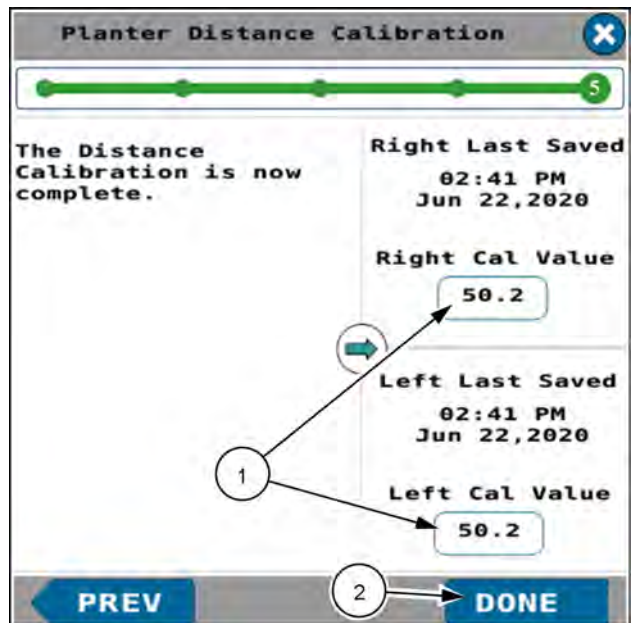 Planter Distance Calibration
5
The Distance
Calibration is now
complete.
Right Last Saved
02:41 PM
Jun 22,2020
Right Cal Value
50.2
Left Last Saved
02:41 PM
Jun 22,2020
Left Cal Value
50.2
1
PREV
2
DONE